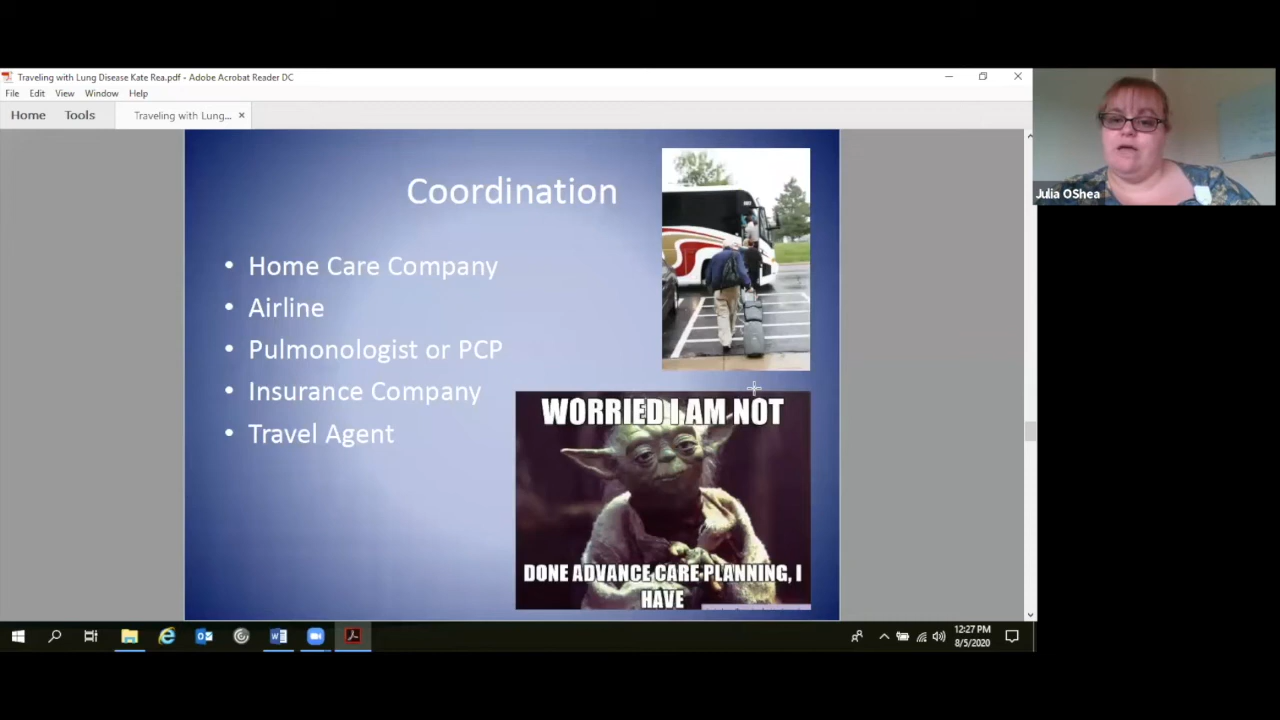 Traveling with Lung Disease Kate Rea.pdf - Adobe Acrobat Reader DC
File Edit View Window Help
Home Tools Traveling with Lung... ×
Coordination
• Home Care Company
• Airline
• Pulmonologist or PCP
• Insurance Company
• Travel Agent
WORRIED I AM NOT
DONE ADVANCE CARE PLANNING, I
HAVE
Julia OShea
12:27 PM
8/5/2020